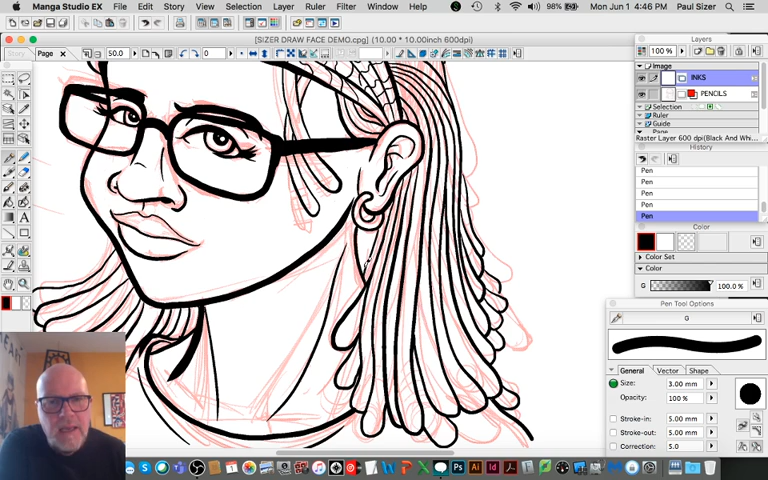 Manga Studio EX File Edit Story View Selection Layer Ruler Filter Window Help 98% Mon Jun 1 4:46 PM Paul Sizer
[SIZER DRAW FACE DEMO.cpg] (10.00 * 10.00inch 600dpi)
Story Page 50.0 0
Layers
100 %
Image
INKS
PENCILS
Selection
Ruler
Guide
Page
Raster Layer 600 dpi(Black And Whi...
History
Pen
Pen
Pen
Pen
Pen
Color
Color Set
Color
G 100.0 %
Pen Tool Options
G
General Vector Shape
Size: 3.00 mm
Opacity: 100 %
Stroke-in: 5.00 mm
Stroke-out: 5.00 mm
Correction: 5.0